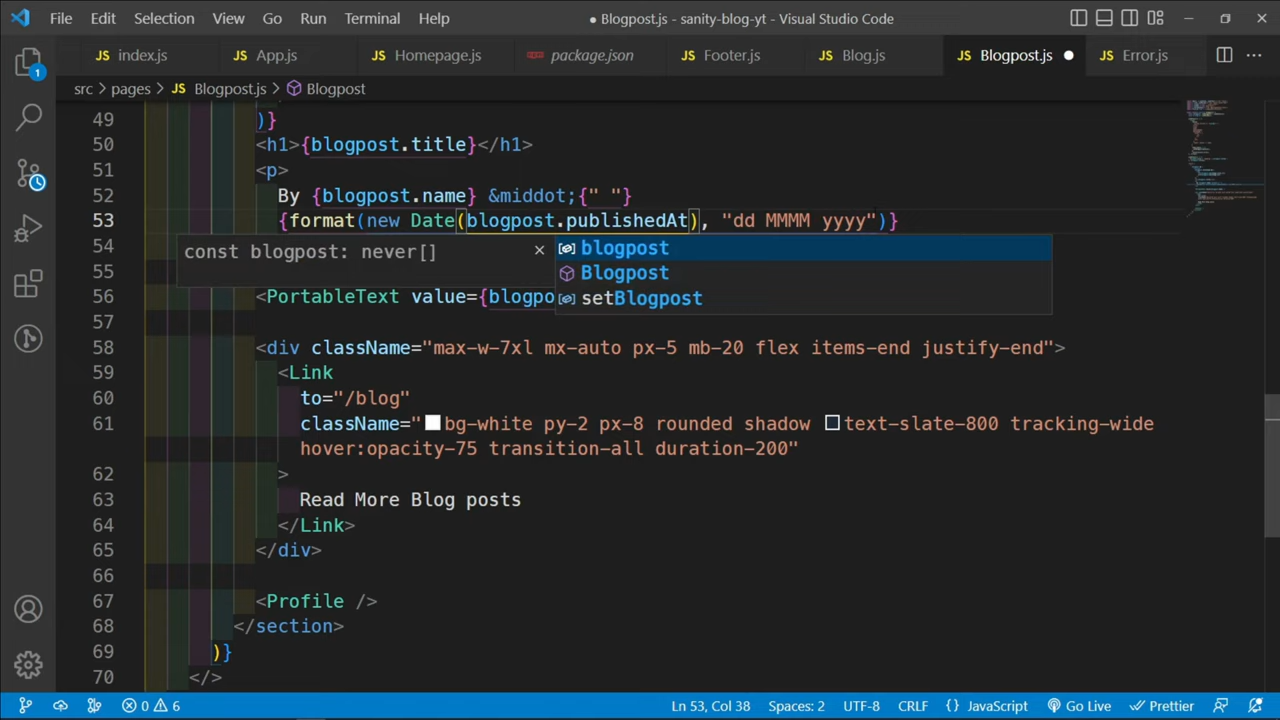 File Edit Selection View Go Run Terminal Help ● Blogpost.js - sanity-blog-yt - Visual Studio Code
1
JS index.js JS App.js JS Homepage.js package.json JS Footer.js JS Blog.js JS Blogpost.js ● JS Error.js
src > pages > JS Blogpost.js > Blogpost
49 )}
50 <h1>{blogpost.title}</h1>
51 <p>
52 By {blogpost.name} &middot;{" "}
53 {format(new Date(blogpost.publishedAt), "dd MMMM yyyy")}
54
const blogpost: never[] ×
blogpost
Blogpost
setBlogpost
55
56 <PortableText value={blogpo
57
58 <div className="max-w-7xl mx-auto px-5 mb-20 flex items-end justify-end">
59 <Link
60 to="/blog"
61 className="bg-white py-2 px-8 rounded shadow text-slate-800 tracking-wide
hover:opacity-75 transition-all duration-200"
62 >
63 Read More Blog posts
64 </Link>
65 </div>
66
67 <Profile />
68 </section>
69 )}
70 </>
0 6 Ln 53, Col 38 Spaces: 2 UTF-8 CRLF {} JavaScript Go Live Prettier